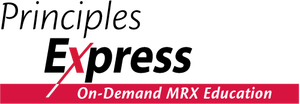 Principles
Express
On-Demand MRX Education